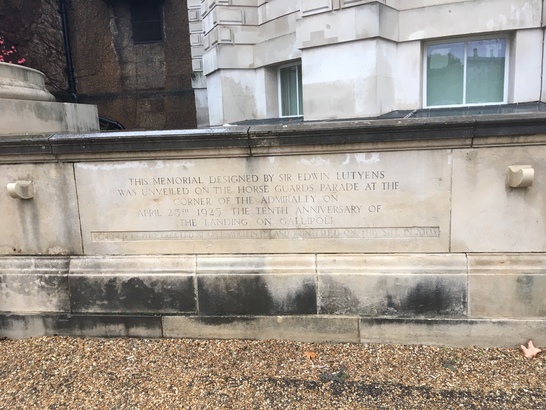 THIS MEMORIAL DESIGNED BY SIR EDWIN LUTYENS
WAS UNVEILED ON THE HORSE GUARDS PARADE AT THE
CORNER OF THE ADMIRALTY ON
APRIL 25TH 1925 THE TENTH ANNIVERSARY OF
THE LANDING ON GALLIPOLI